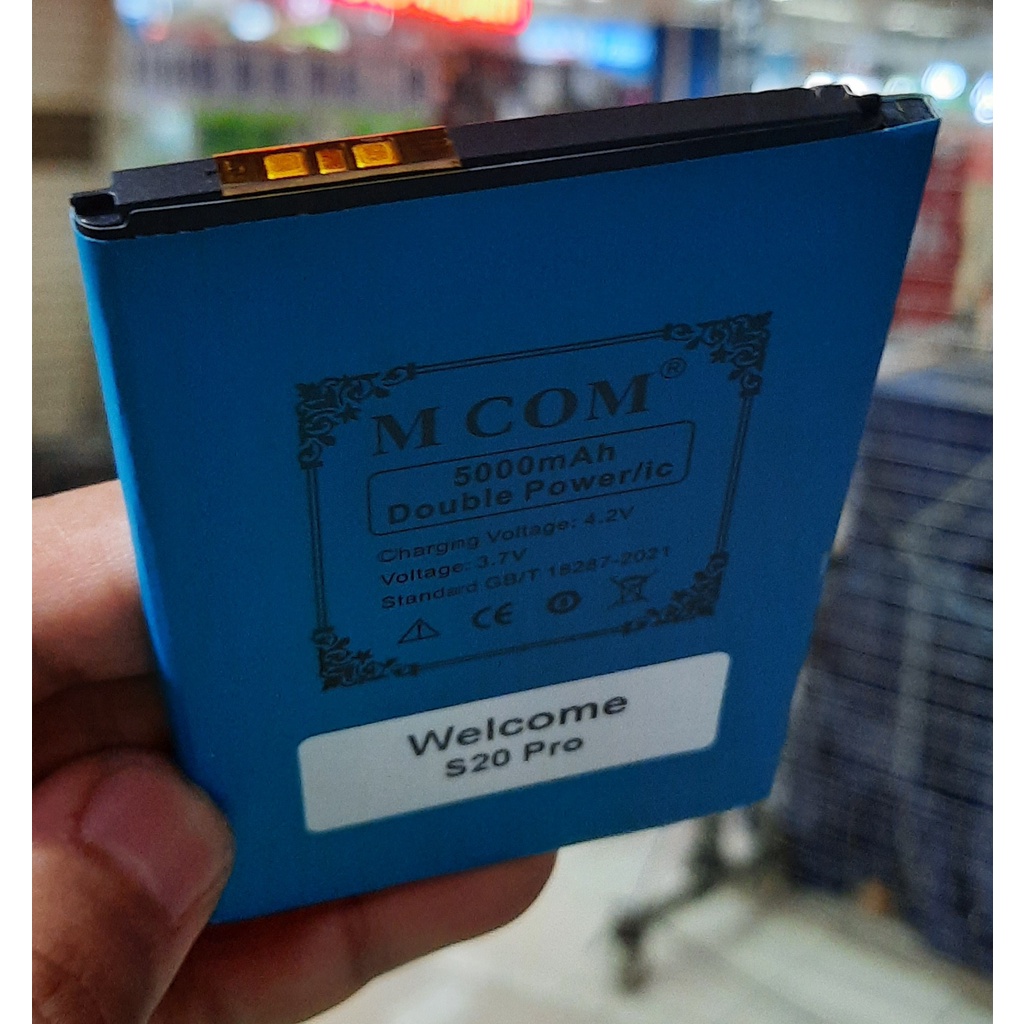 M COM®
5000mAh
Double Power/ic
Charging Voltage: 4.2V
Voltage: 3.7V
Standard GB/T 18287-2021
CE
Welcome
S20 Pro